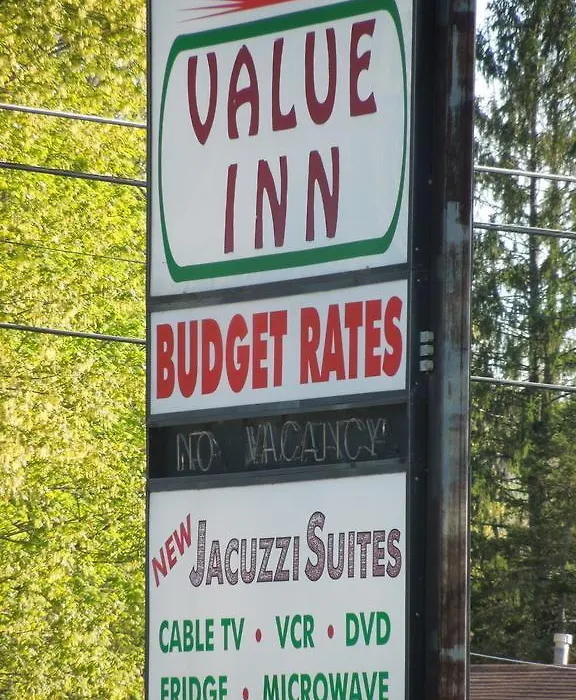 VALUE
INN
BUDGET RATES
NO VACANCY
NEW JACUZZI SUITES
CABLE TV • VCR • DVD
FRIDGE • MICROWAVE